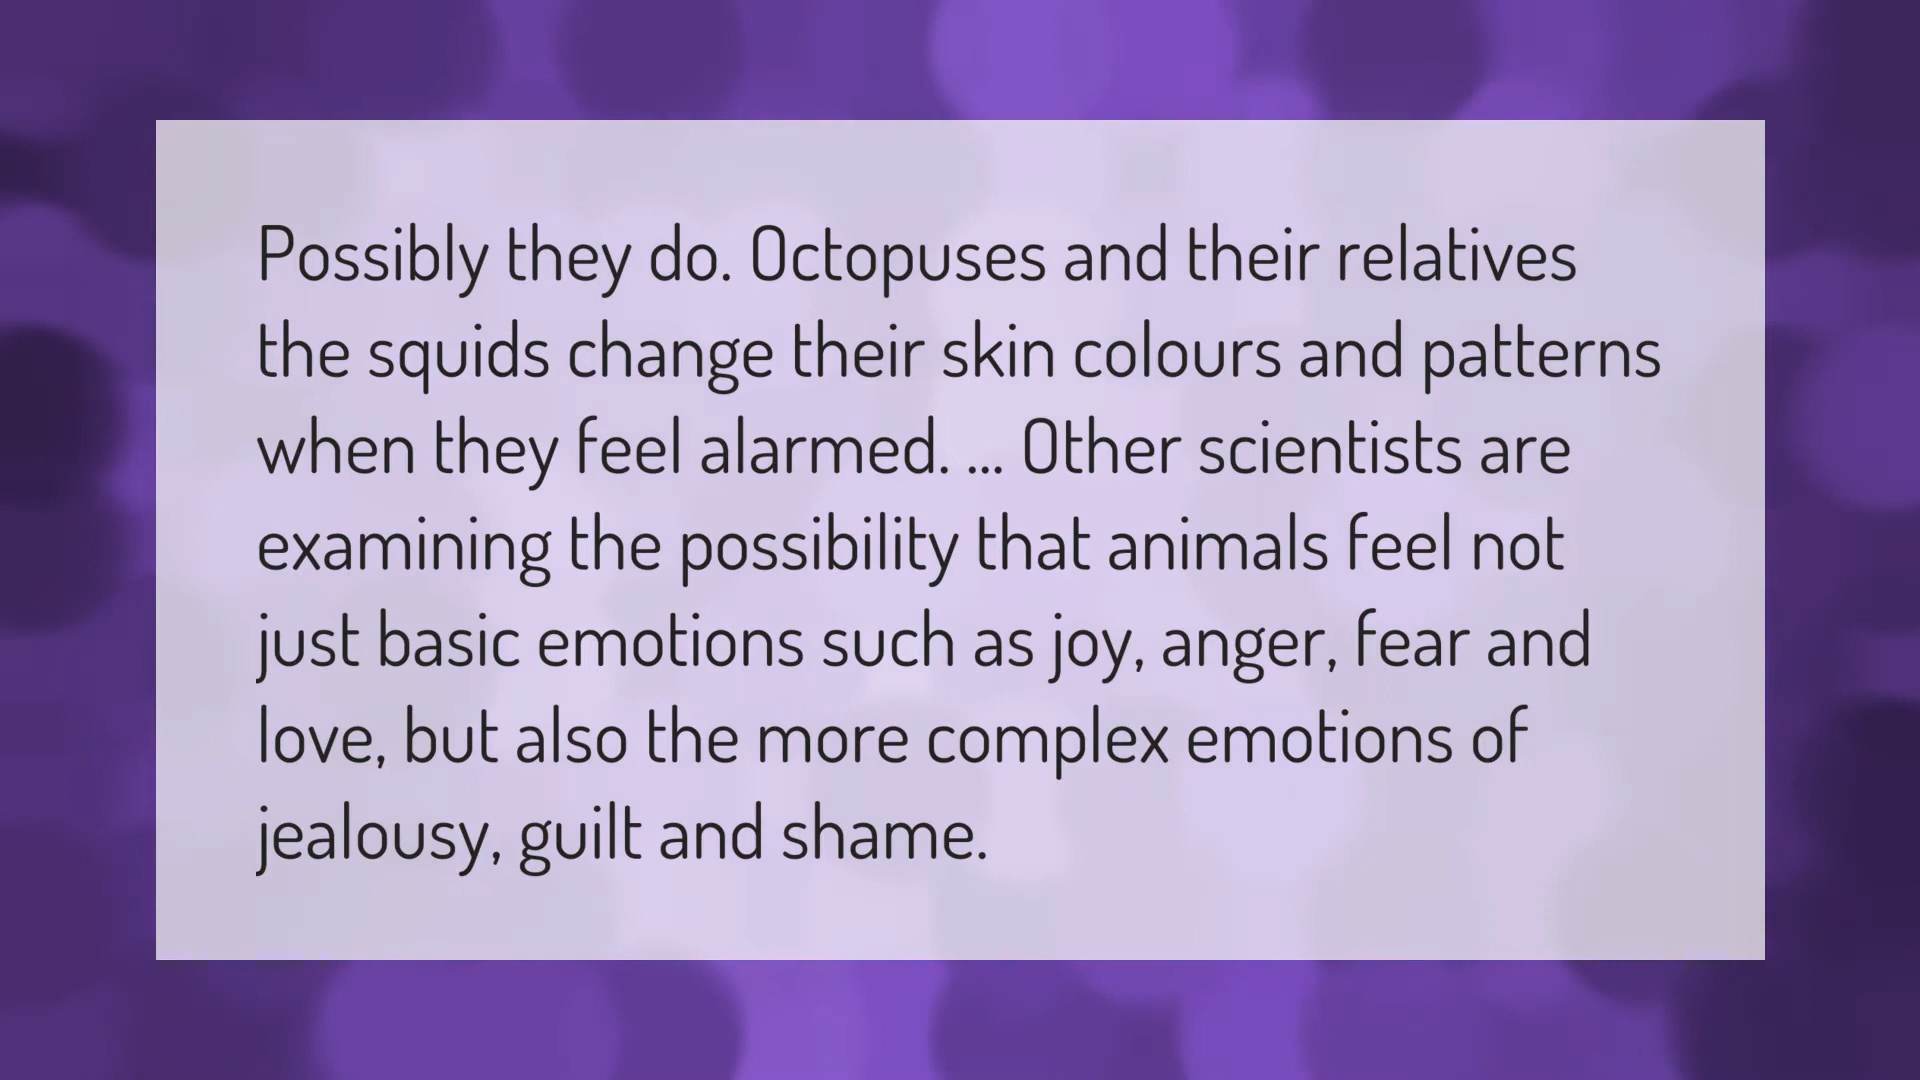 Possibly they do. Octopuses and their relatives
the squids change their skin colours and patterns
when they feel alarmed. ... Other scientists are
examining the possibility that animals feel not
just basic emotions such as joy, anger, fear and
love, but also the more complex emotions of
jealousy, guilt and shame.